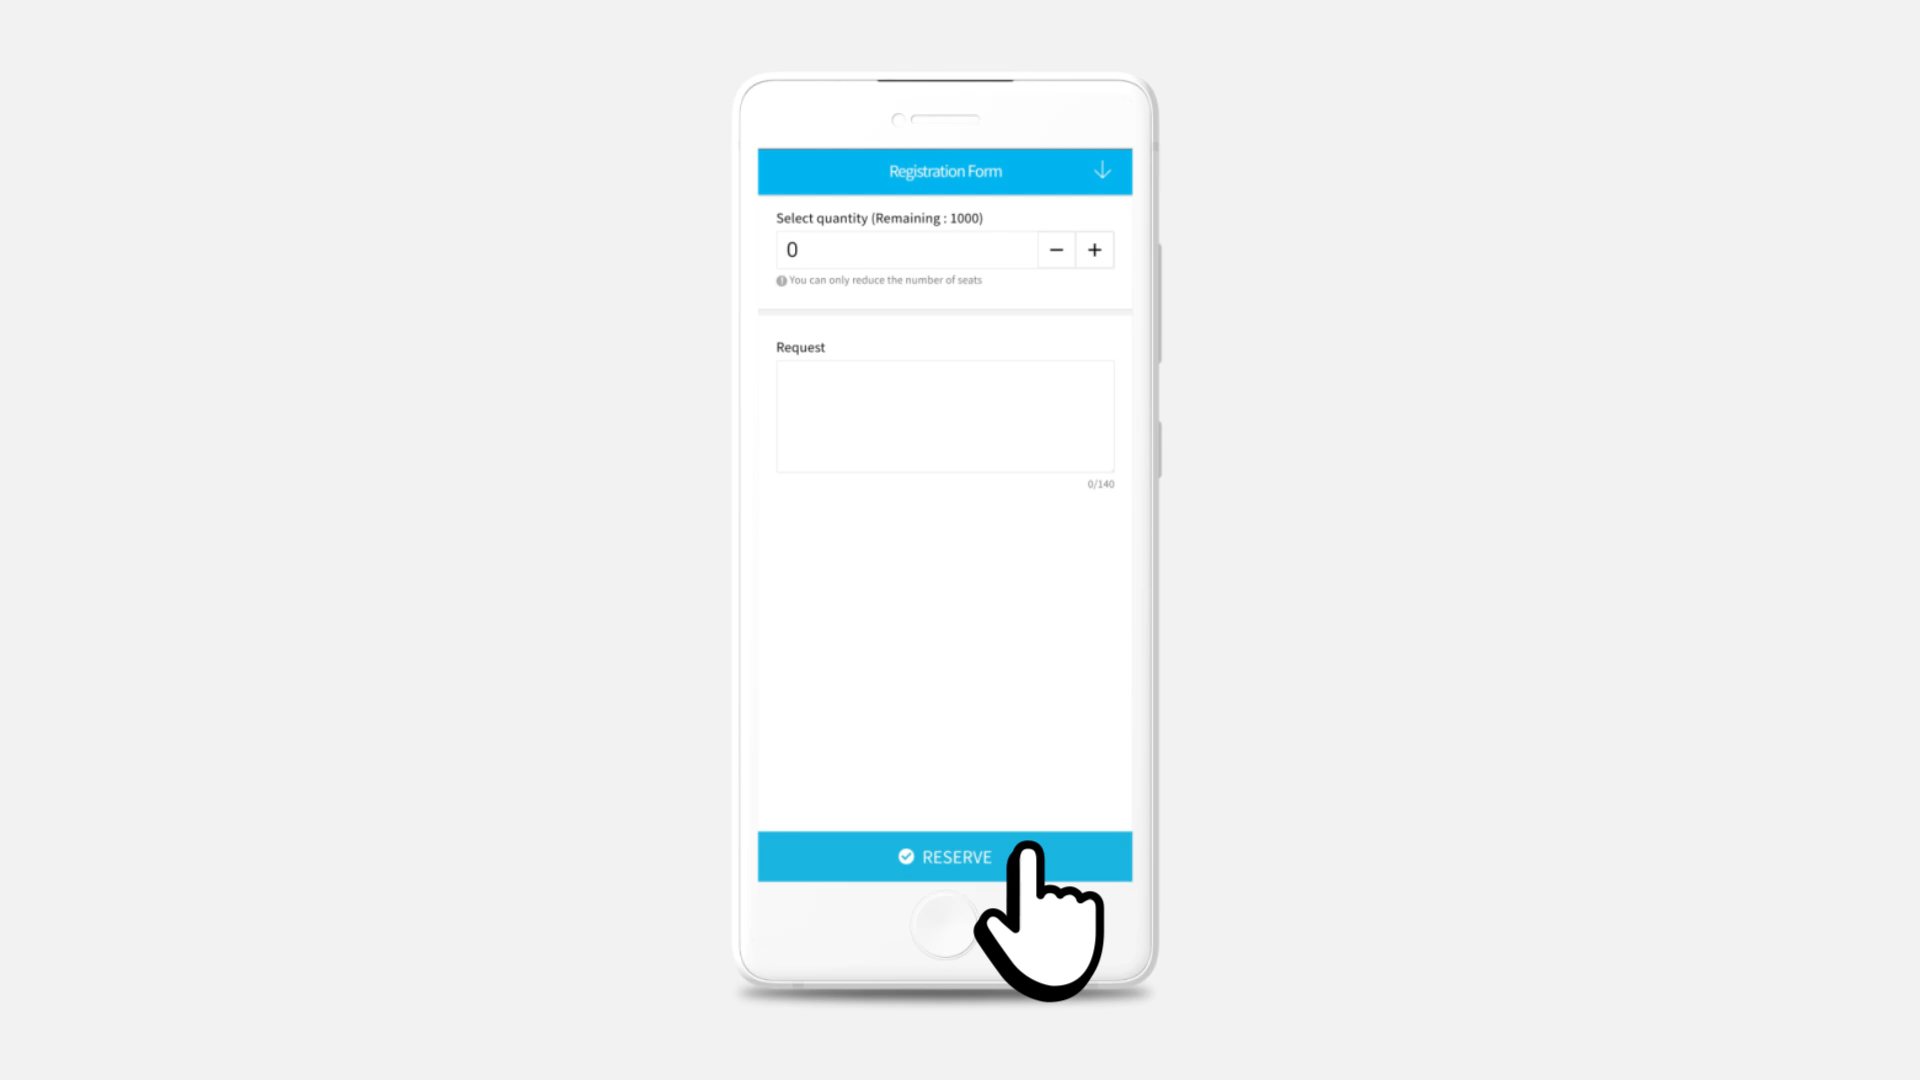 Registration Form
Select quantity (Remaining : 1000)
0
You can only reduce the number of seats
Request
0/140
RESERVE